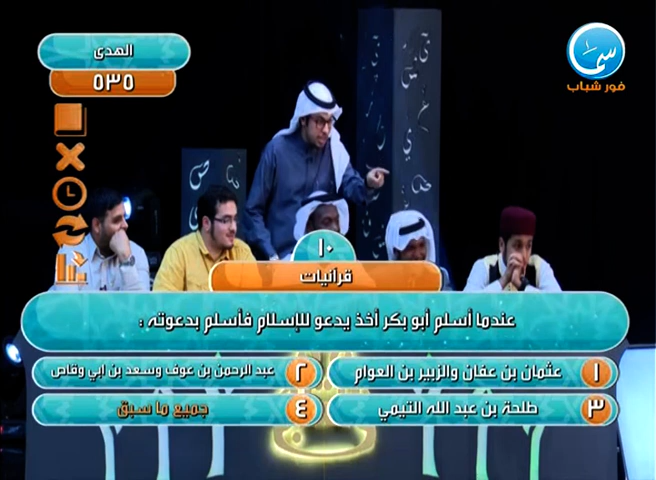 الهدى
٥٣٥
سما
فور شباب
١٠
قرآنيات
عندما أسلم أبو بكر أخذ يدعو للإسلام فأسلم بدعوته :
١ عثمان بن عفان والزبير بن العوام
٢ عبد الرحمن بن عوف وسعد بن ابي وقاص
٣ طلحة بن عبد الله التيمي
٤ جميع ما سبق